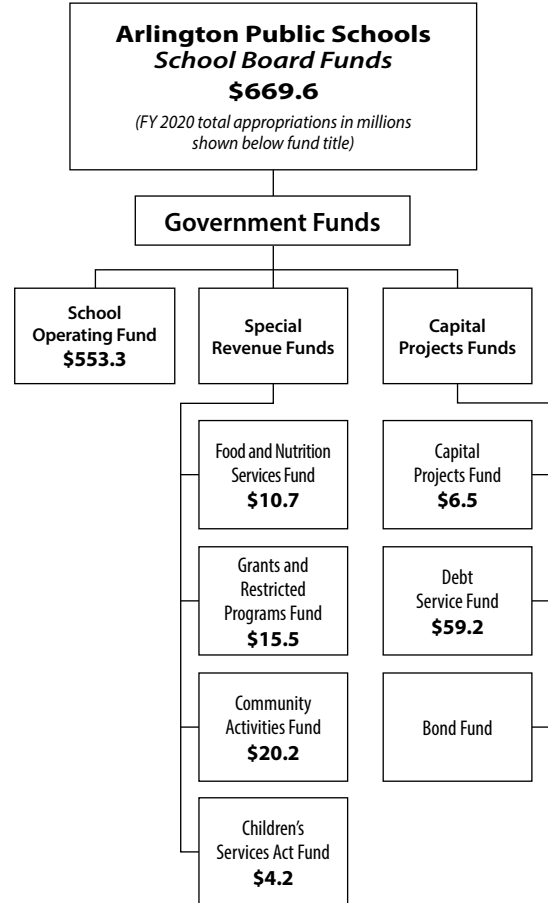 Arlington Public Schools
School Board Funds
$669.6
(FY 2020 total appropriations in millions
shown below fund title)
Government Funds
School
Operating Fund
$553.3
Special
Revenue Funds
Capital
Projects Funds
Food and Nutrition
Services Fund
$10.7
Capital
Projects Fund
$6.5
Grants and
Restricted
Programs Fund
$15.5
Debt
Service Fund
$59.2
Community
Activities Fund
$20.2
Bond Fund
Children's
Services Act Fund
$4.2